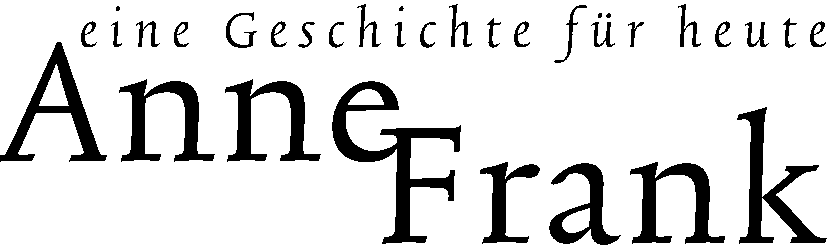 eine Geschichte für heute
Anne
Frank